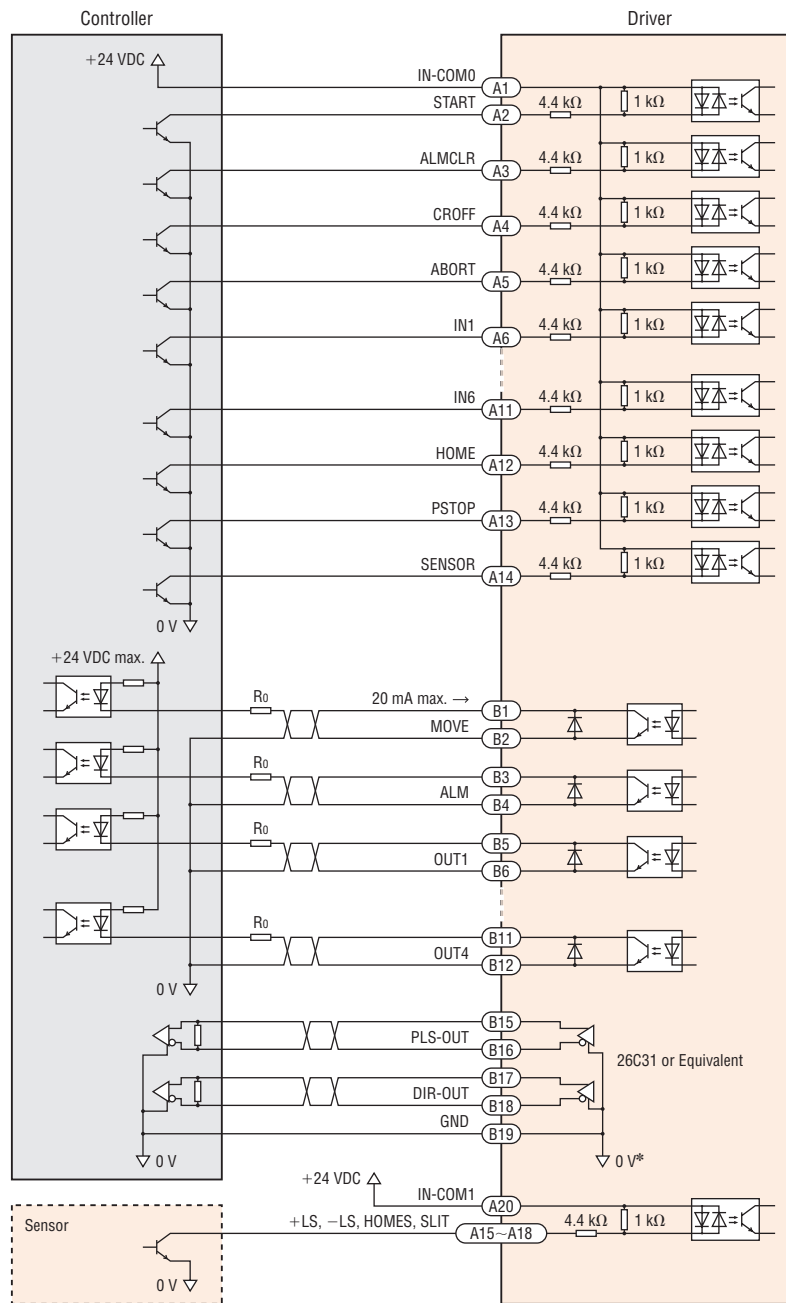 Controller Driver
+24 VDC
IN-COM0 A1
START A2 4.4 kΩ 1 kΩ
ALMCLR A3 4.4 kΩ 1 kΩ
CROFF A4 4.4 kΩ 1 kΩ
ABORT A5 4.4 kΩ 1 kΩ
IN1 A6 4.4 kΩ 1 kΩ
IN6 A11 4.4 kΩ 1 kΩ
HOME A12 4.4 kΩ 1 kΩ
PSTOP A13 4.4 kΩ 1 kΩ
SENSOR A14 4.4 kΩ 1 kΩ
0 V
+24 VDC max.
R0 20 mA max. → B1
MOVE B2
R0 B3
ALM B4
R0 B5
OUT1 B6
R0 B11
OUT4 B12
0 V
B15
PLS-OUT B16 26C31 or Equivalent
B17
DIR-OUT B18
GND B19
0 V 0 V*
+24 VDC IN-COM1 A20
Sensor +LS, −LS, HOMES, SLIT A15~A18 4.4 kΩ 1 kΩ
0 V